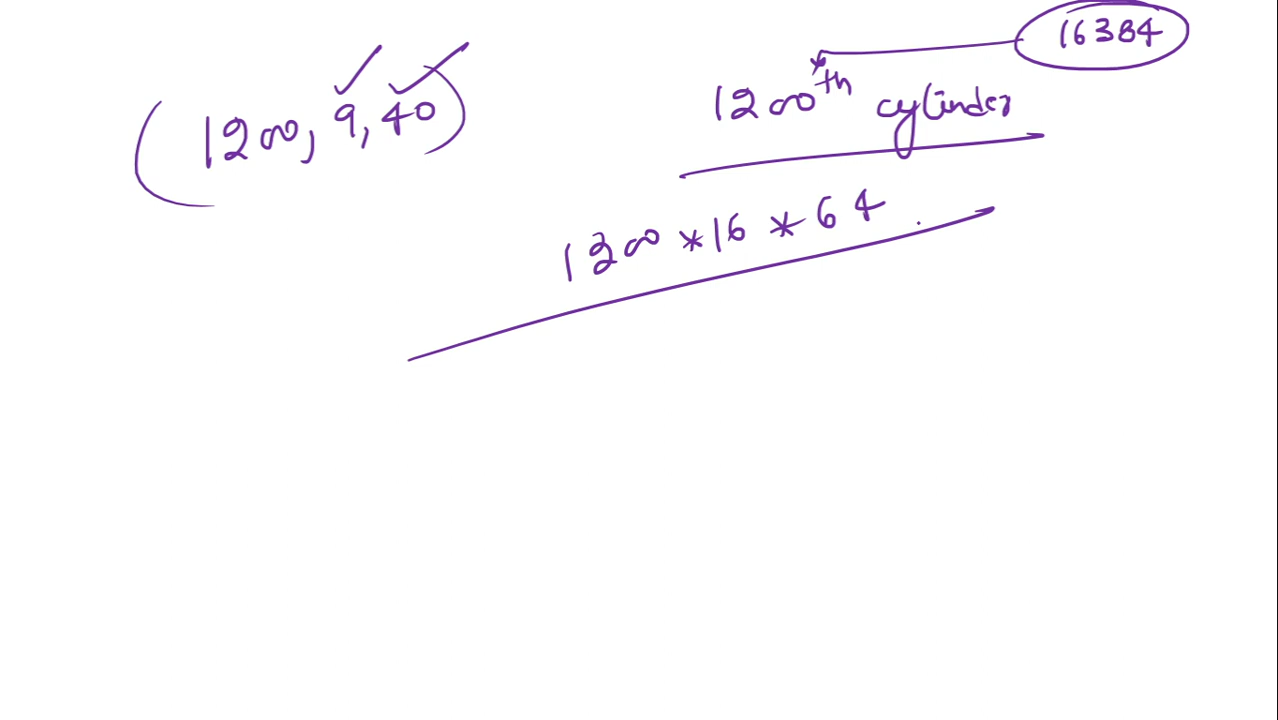 16384
(1200, 9, 40)
1200th cylinder
1200 * 16 * 64